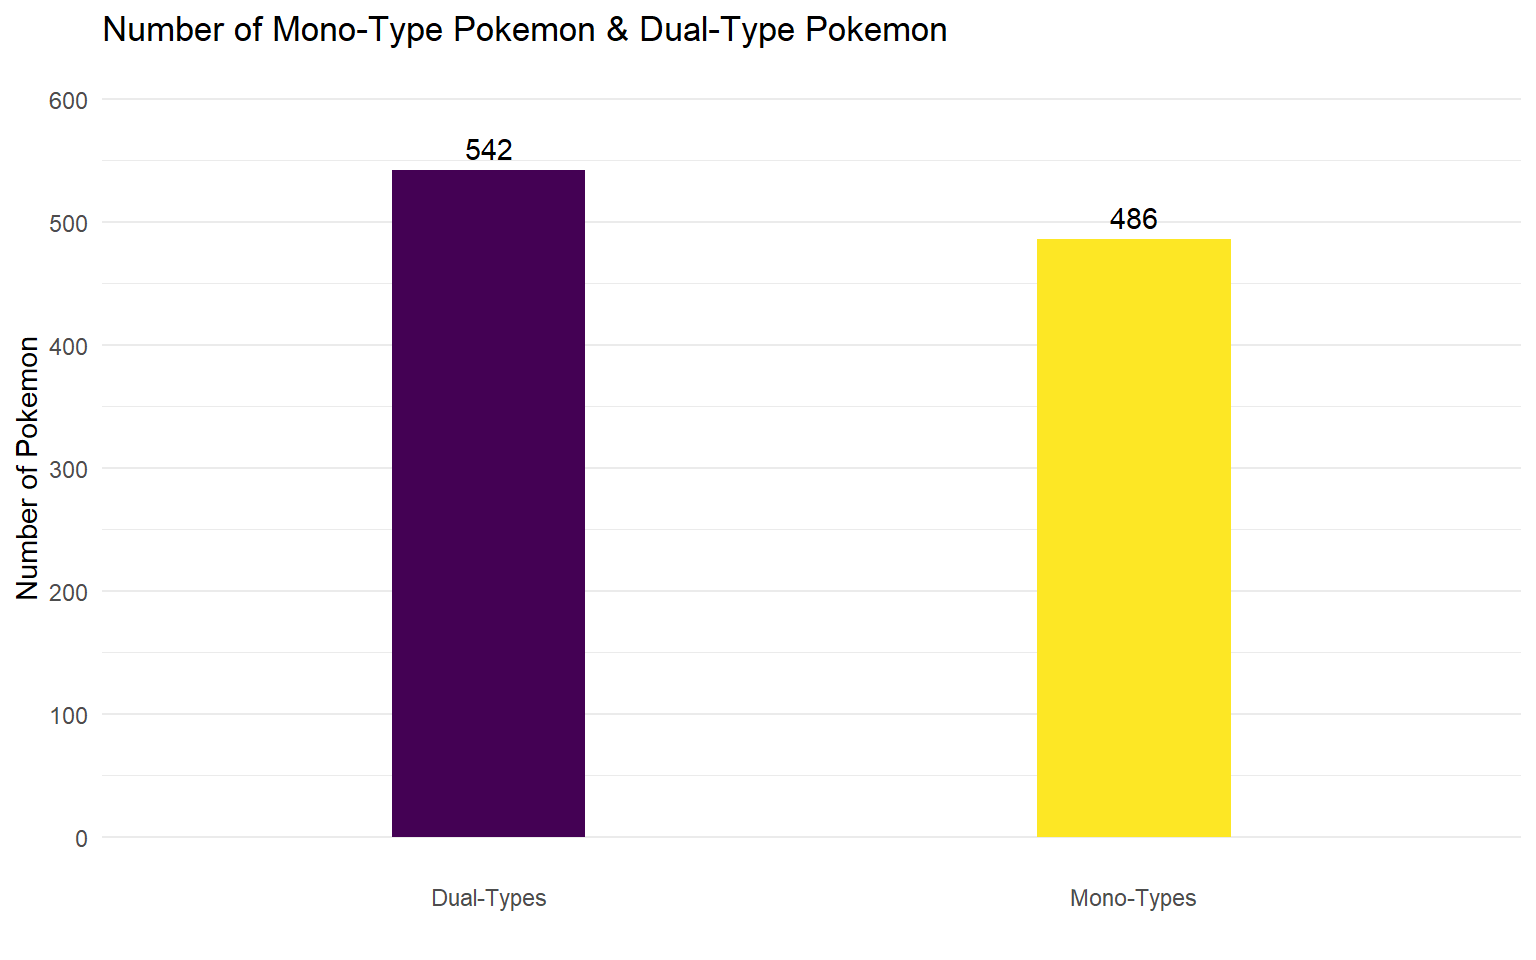 Number of Mono-Type Pokemon & Dual-Type Pokemon
Number of Pokemon
600
500
400
300
200
100
0
542
486
Dual-Types
Mono-Types